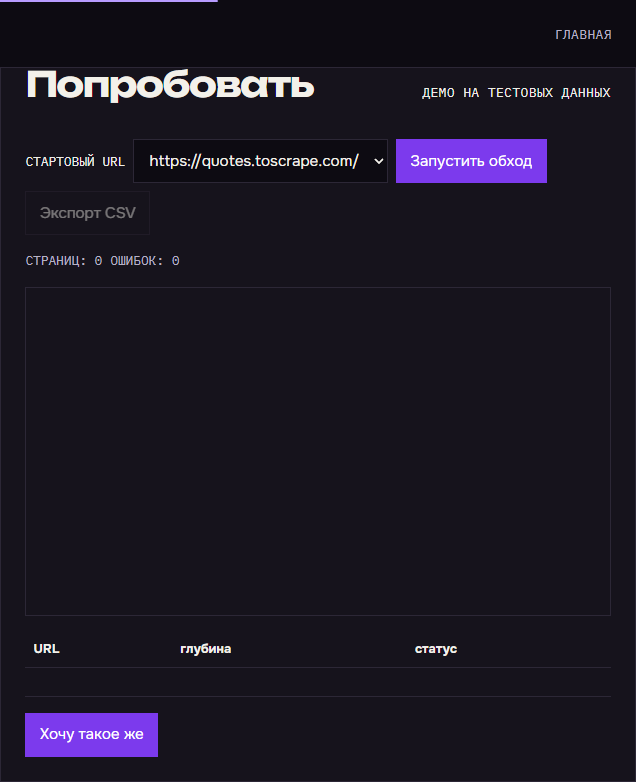 ГЛАВНАЯ
Попробовать
ДЕМО НА ТЕСТОВЫХ ДАННЫХ
СТАРТОВЫЙ URL https://quotes.toscrape.com/ Запустить обход
Экспорт CSV
СТРАНИЦ: 0 ОШИБОК: 0
URL глубина статус
Хочу такое же